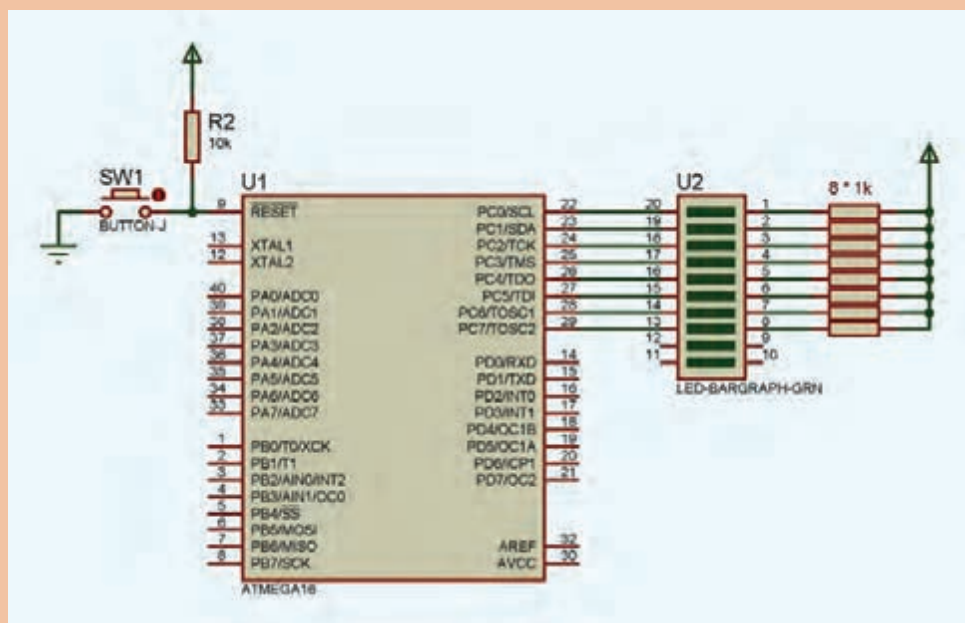 R2
10k
SW1
BUTTON-J
U1
9
RESET
13
XTAL1
12
XTAL2
40
PA0/ADC0
39
PA1/ADC1
38
PA2/ADC2
37
PA3/ADC3
36
PA4/ADC4
35
PA5/ADC5
34
PA6/ADC6
33
PA7/ADC7
1
PB0/T0/XCK
2
PB1/T1
3
PB2/AIN0/INT2
4
PB3/AIN1/OC0
5
PB4/SS
6
PB5/MOSI
7
PB6/MISO
8
PB7/SCK
PC0/SCL
22
PC1/SDA
23
PC2/TCK
24
PC3/TMS
25
PC4/TDO
26
PC5/TDI
27
PC6/TOSC1
28
PC7/TOSC2
29
PD0/RXD
14
PD1/TXD
15
PD2/INT0
16
PD3/INT1
17
PD4/OC1B
18
PD5/OC1A
19
PD6/ICP1
20
PD7/OC2
21
AREF
32
AVCC
30
ATMEGA16
U2
20
1
19
2
18
3
17
4
16
5
15
6
14
7
13
8
12
9
11
10
LED-BARGRAPH-GRN
8 * 1k